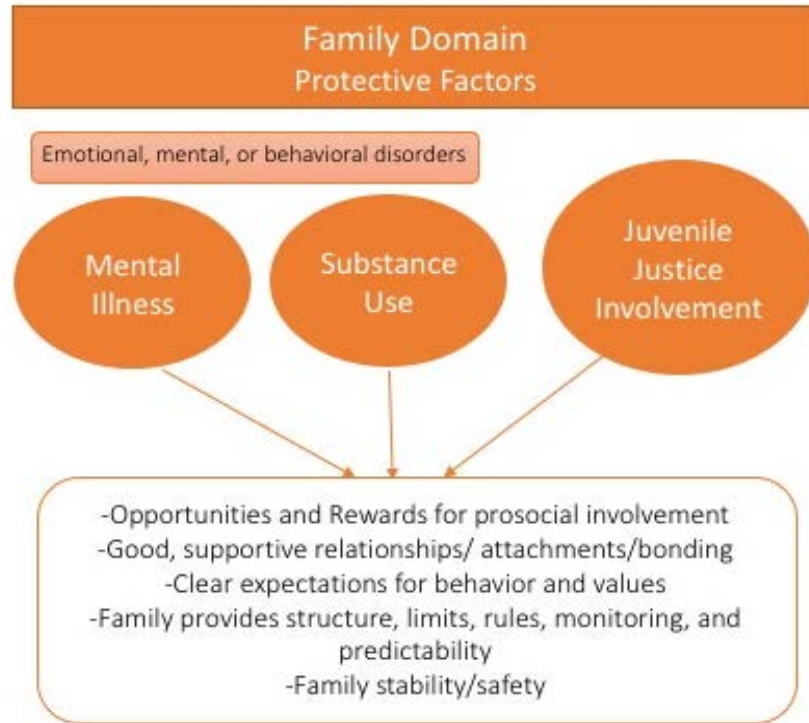 Family Domain
Protective Factors
Emotional, mental, or behavioral disorders
Mental
Illness
Substance
Use
Juvenile
Justice
Involvement
-Opportunities and Rewards for prosocial involvement
-Good, supportive relationships/ attachments/bonding
-Clear expectations for behavior and values
-Family provides structure, limits, rules, monitoring, and
predictability
-Family stability/safety